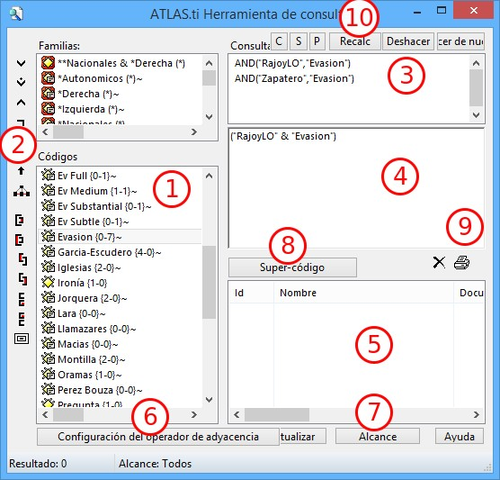 ATLAS.ti Herramienta de consul
10
Familias:
Consulta
C
S
P
Recalc
Deshacer
cer de nue
**Nacionales & *Derecha (*)
*Autonomicos (*)~
*Derecha (*)~
*Izquierda (*)~
*Nacionales (*)~
AND("RajoyLO","Evasion")
AND("Zapatero","Evasion")
3
2
Códigos
("RajoyLO" & "Evasion")
4
1
Ev Full {0-1}~
Ev Medium {1-1}~
Ev Substantial {0-1}~
Ev Subtle {0-1}~
Evasion {0-7}~
Garcia-Escudero {4-0}~
Iglesias {2-0}~
Ironía {1-0}
Jorquera {2-0}~
Lara {0-0}~
Llamazares {0-0}~
Macias {0-0}~
Montilla {2-0}~
Oramas {1-0}~
Perez Bouza {0-0}~
Pregunta {1-0}~
9
8
Super-código
Id
Nombre
Docu
5
6
7
Configuración del operador de adyacencia
tualizar
Alcance
Ayuda
Resultado: 0
Alcance: Todos